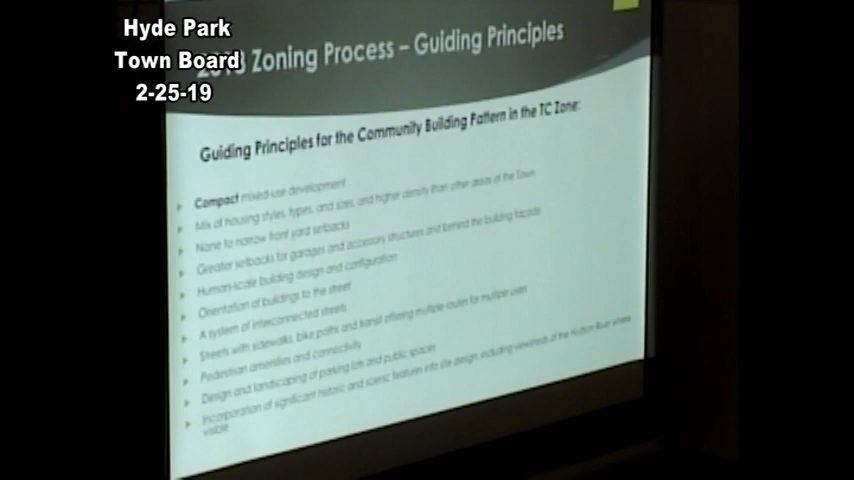 Hyde Park
Town Board
2-25-19
Zoning Process – Guiding Principles
Guiding Principles for the Community Building Pattern in the TC Zone:
Compact mixed-use development
Mix of housing styles, types, and sizes, and higher density than other areas of the Town
None to narrow front yard setbacks
Greater setbacks for garages and accessory structures and behind the building façade
Human-scale building design and configuration
Orientation of buildings to the street
A system of interconnected streets
Streets with sidewalks, bike paths and transit offering multiple routes for multiple users
Pedestrian amenities and connectivity
Design and landscaping of parking lots and public spaces
Incorporation of significant historic and scenic features into site design, including viewsheds of the Hudson River where
visible